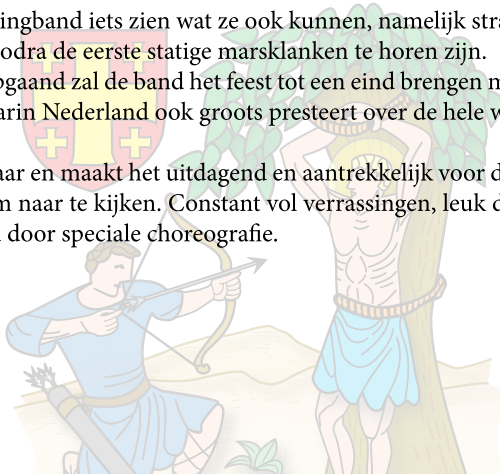 ingband iets zien wat ze ook kunnen, namelijk stra
odra de eerste statige marsklanken te horen zijn.
gaand zal de band het feest tot een eind brengen m
arin Nederland ook groots presteert over de hele w
aar en maakt het uitdagend en aantrekkelijk voor d
m naar te kijken. Constant vol verrassingen, leuk d
door speciale choreografie.